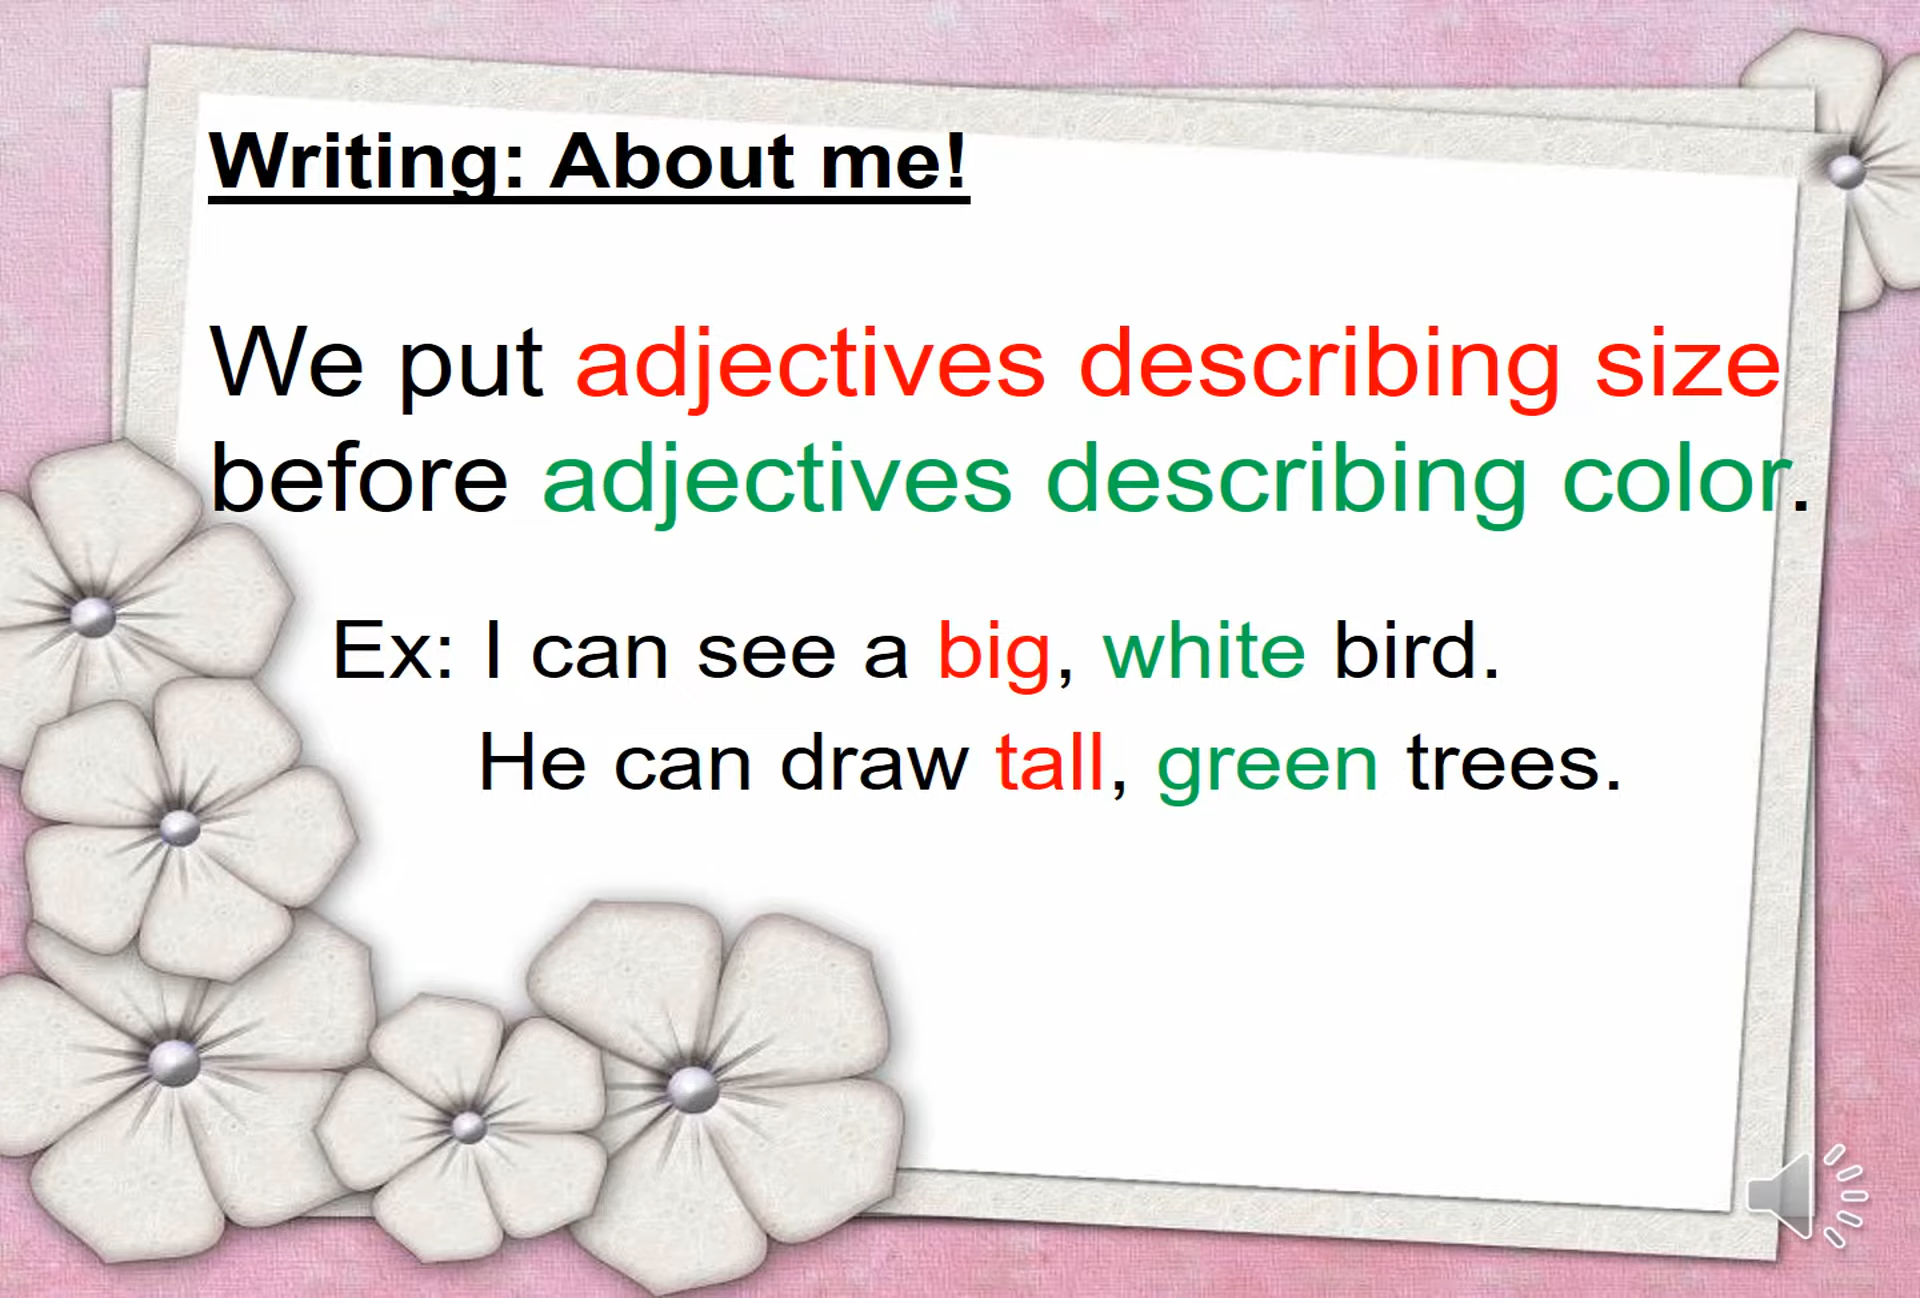 Writing: About me!
We put adjectives describing size
before adjectives describing color.
Ex: I can see a big, white bird.
He can draw tall, green trees.